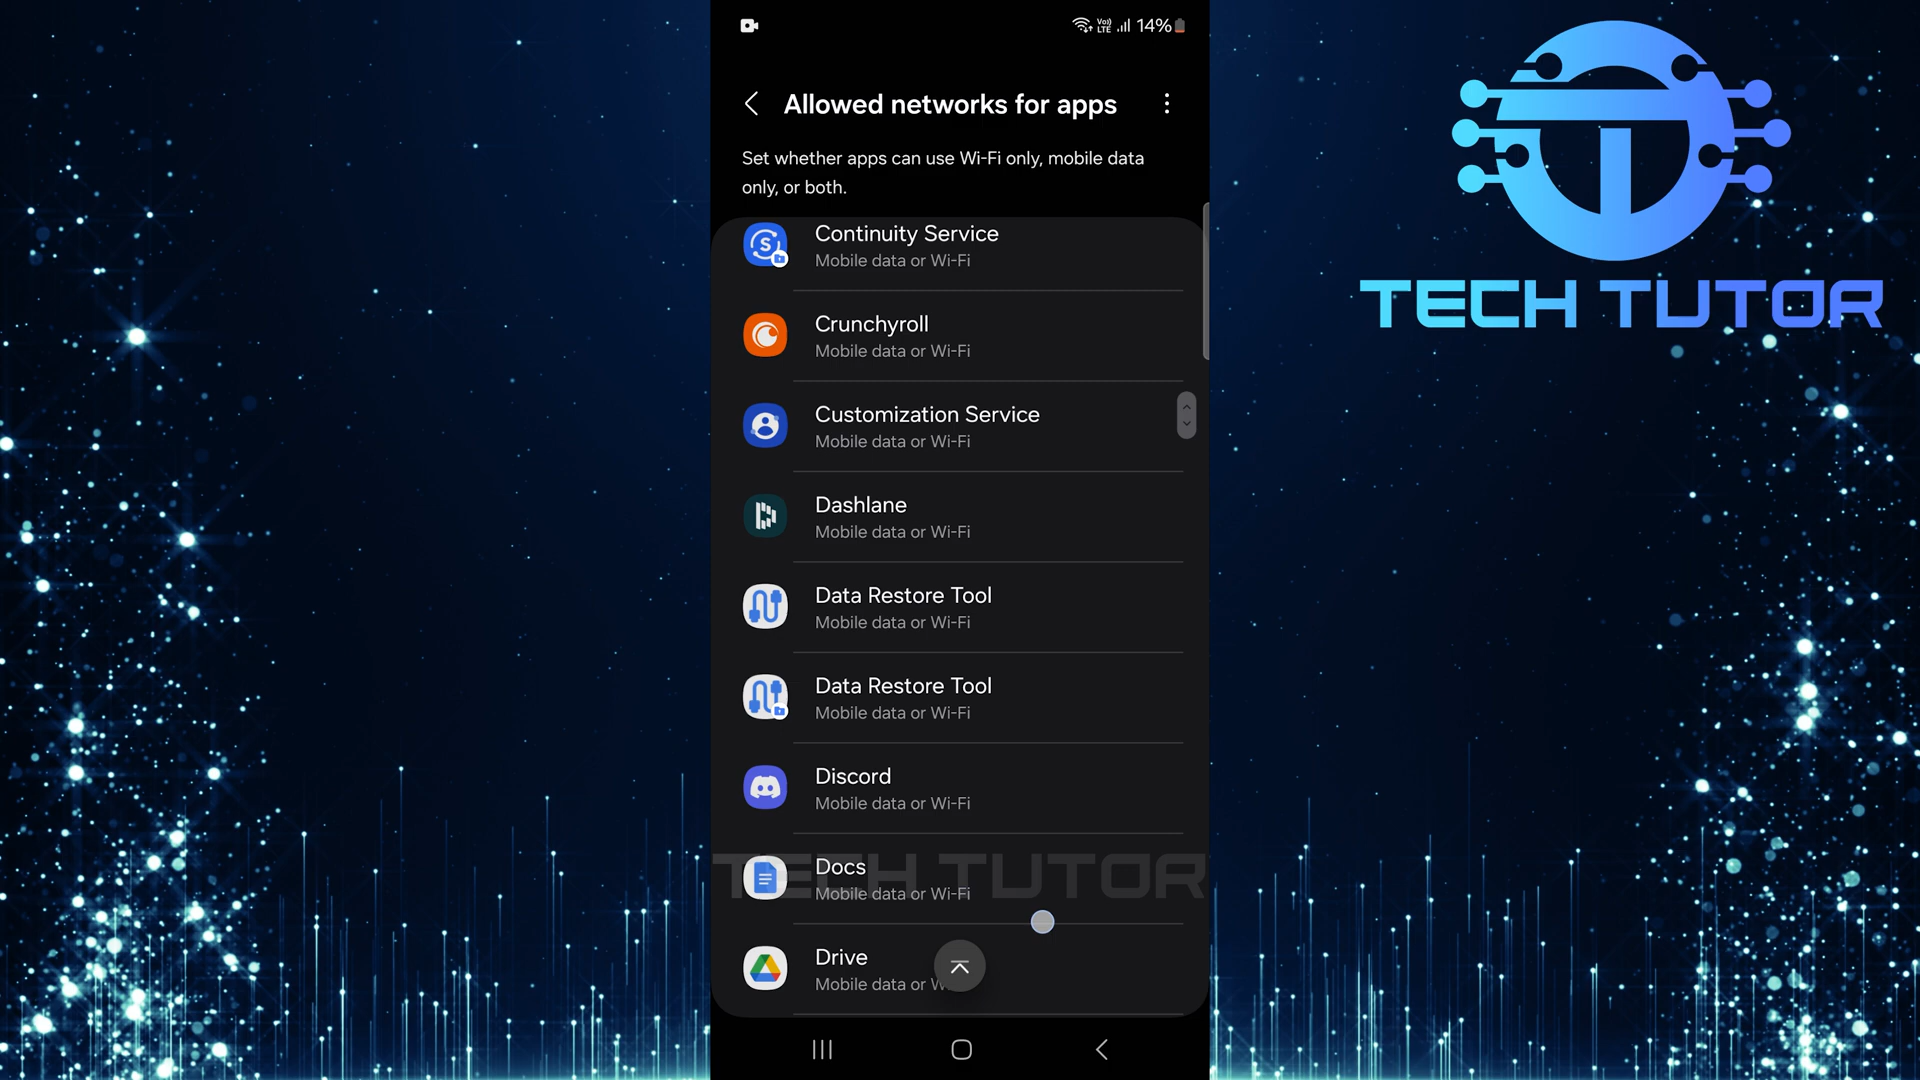 Vo))
LTE
14%
Allowed networks for apps
Set whether apps can use Wi-Fi only, mobile data
only, or both.
Continuity Service
Mobile data or Wi-Fi
Crunchyroll
Mobile data or Wi-Fi
Customization Service
Mobile data or Wi-Fi
Dashlane
Mobile data or Wi-Fi
Data Restore Tool
Mobile data or Wi-Fi
Data Restore Tool
Mobile data or Wi-Fi
Discord
Mobile data or Wi-Fi
Docs
Mobile data or Wi-Fi
Drive
Mobile data or W
TECH TUTOR
TECH TUTOR